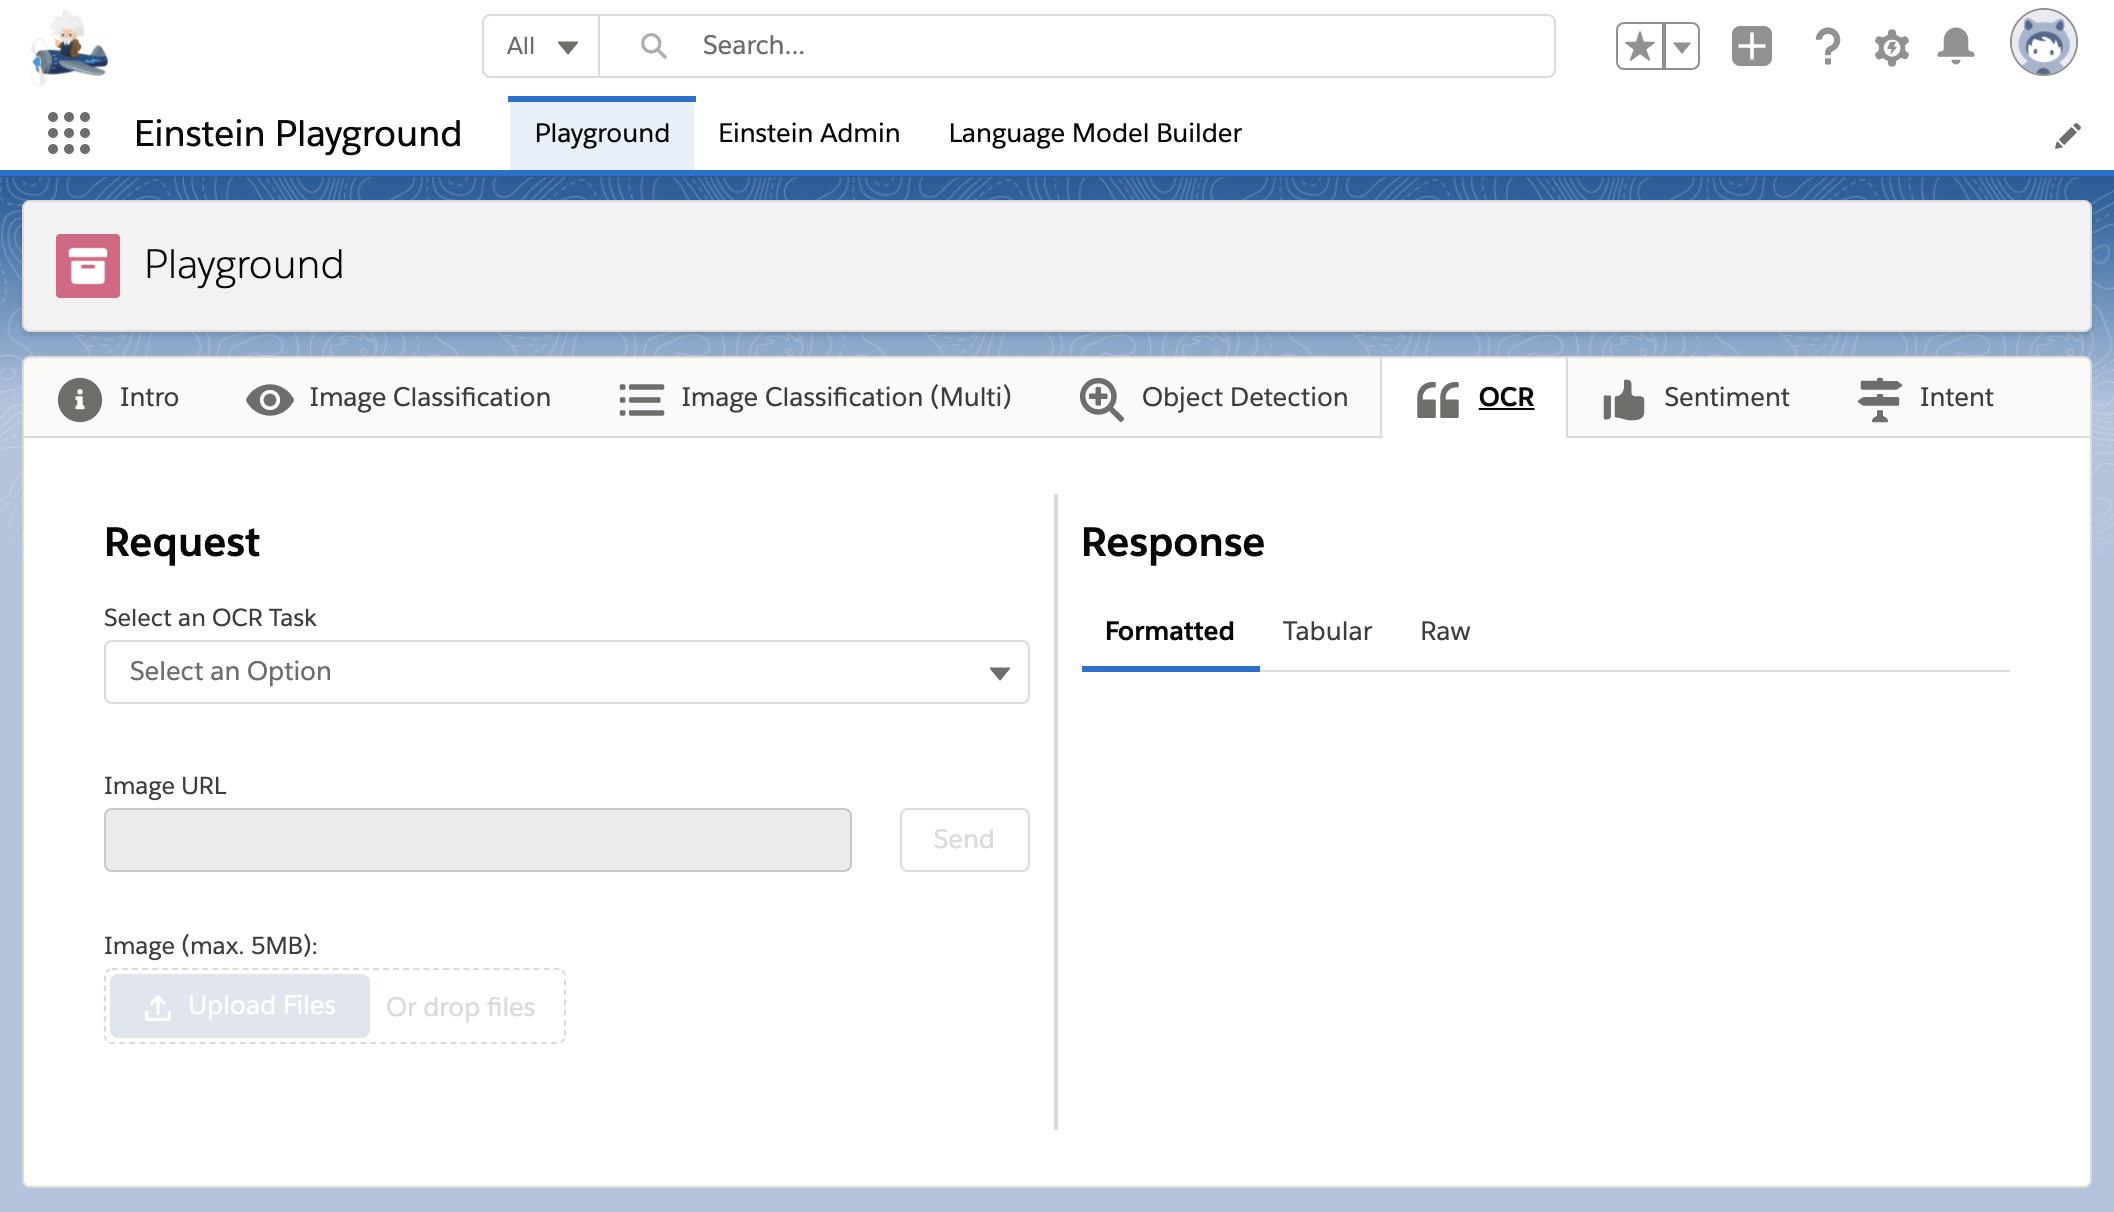 All
Search...
Einstein Playground
Playground
Einstein Admin
Language Model Builder
Playground
Intro
Image Classification
Image Classification (Multi)
Object Detection
OCR
Sentiment
Intent
Request
Select an OCR Task
Select an Option
Image URL
Send
Image (max. 5MB):
Upload Files
Or drop files
Response
Formatted
Tabular
Raw